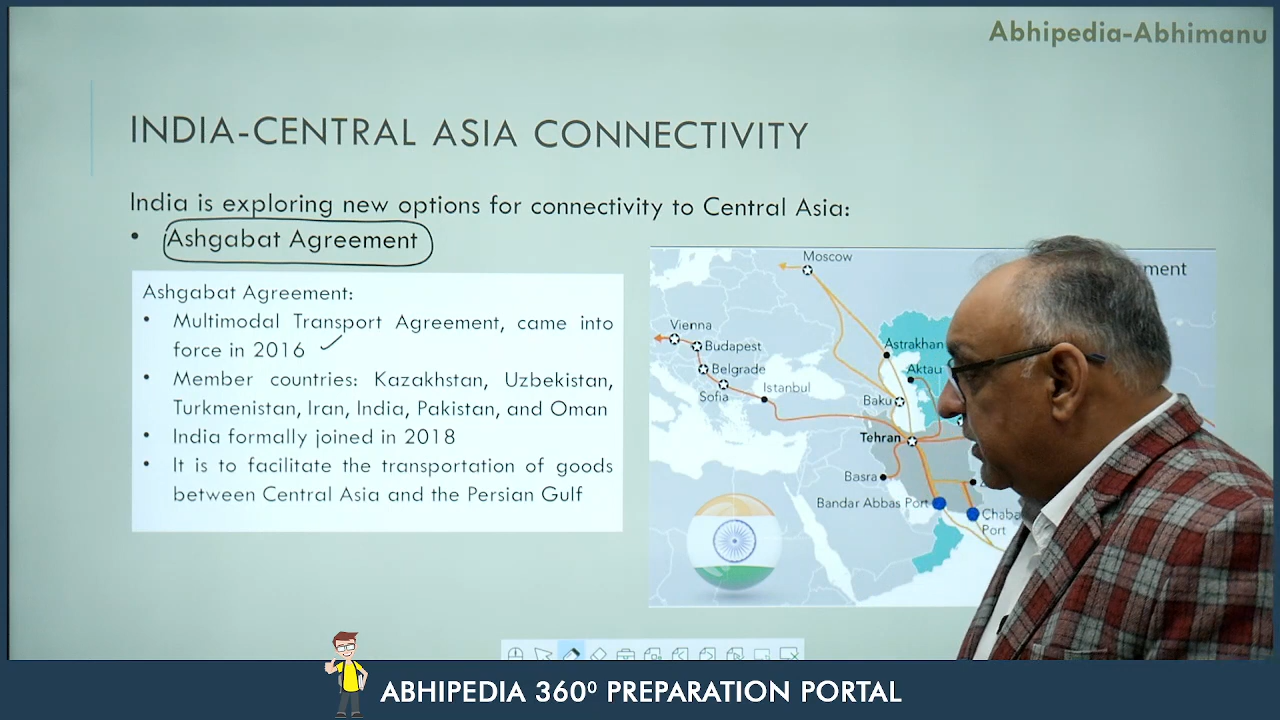 Abhipedia-Abhimanu
INDIA-CENTRAL ASIA CONNECTIVITY
India is exploring new options for connectivity to Central Asia:
• Ashgabat Agreement
Ashgabat Agreement:
• Multimodal Transport Agreement, came into
force in 2016
• Member countries: Kazakhstan, Uzbekistan,
Turkmenistan, Iran, India, Pakistan, and Oman
• India formally joined in 2018
• It is to facilitate the transportation of goods
between Central Asia and the Persian Gulf
Moscow
Vienna
Budapest
Belgrade
Sofia
Istanbul
Astrakhan
Aktau
Baku
Tehran
Basra
Bandar Abbas Port
Port
ABHIPEDIA 360⁰ PREPARATION PORTAL